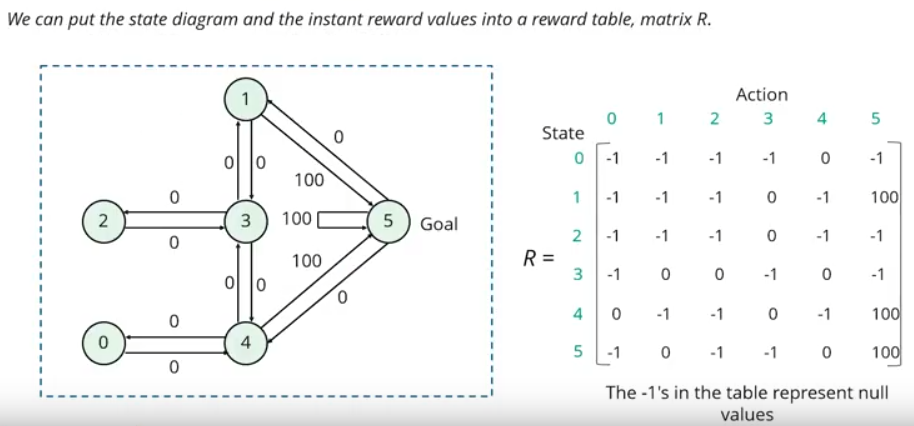 We can put the state diagram and the instant reward values into a reward table, matrix R.
1
0
0 0
100
0
2
3
100
5 Goal
0
100
0 0
0
0
0
4
0
Action
0 1 2 3 4 5
State
0 -1 -1 -1 -1 0 -1
1 -1 -1 -1 0 -1 100
2 -1 -1 -1 0 -1 -1
R =
3 -1 0 0 -1 0 -1
4 0 -1 -1 0 -1 100
5 -1 0 -1 -1 0 100
The -1's in the table represent null
values